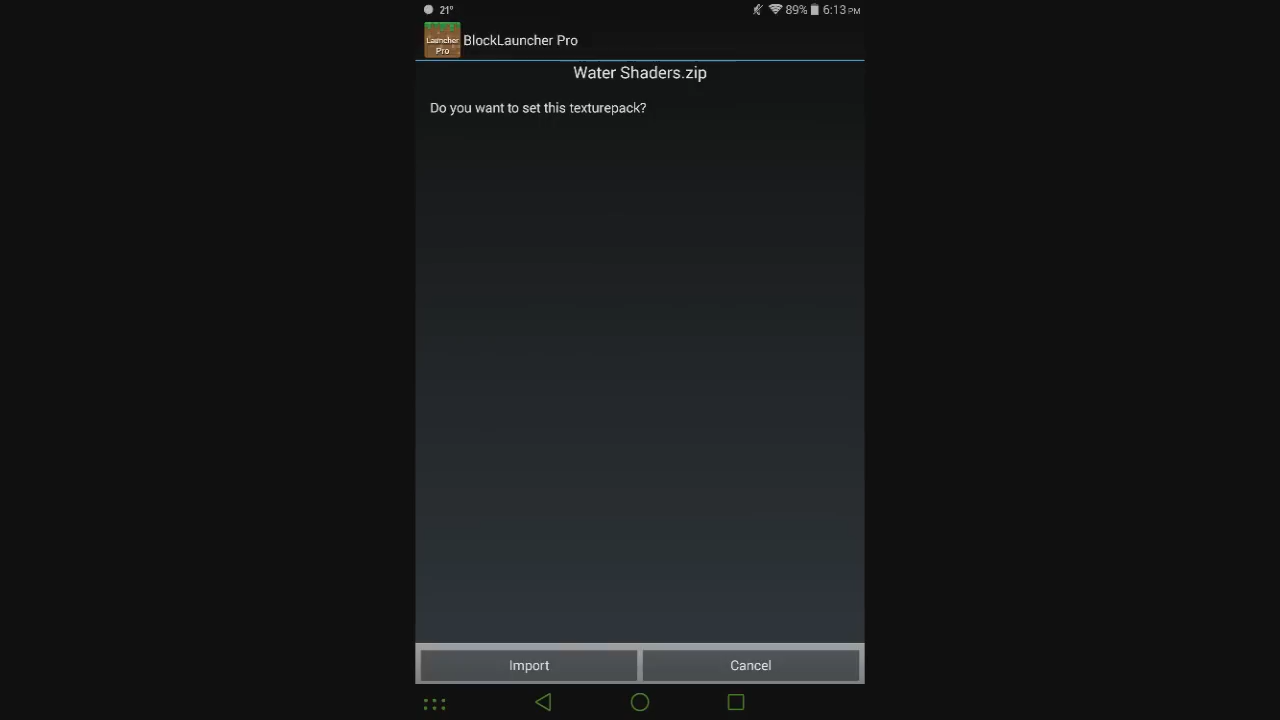 21° 89% 6:13 PM
Launcher Pro
BlockLauncher Pro
Water Shaders.zip
Do you want to set this texturepack?
Import Cancel